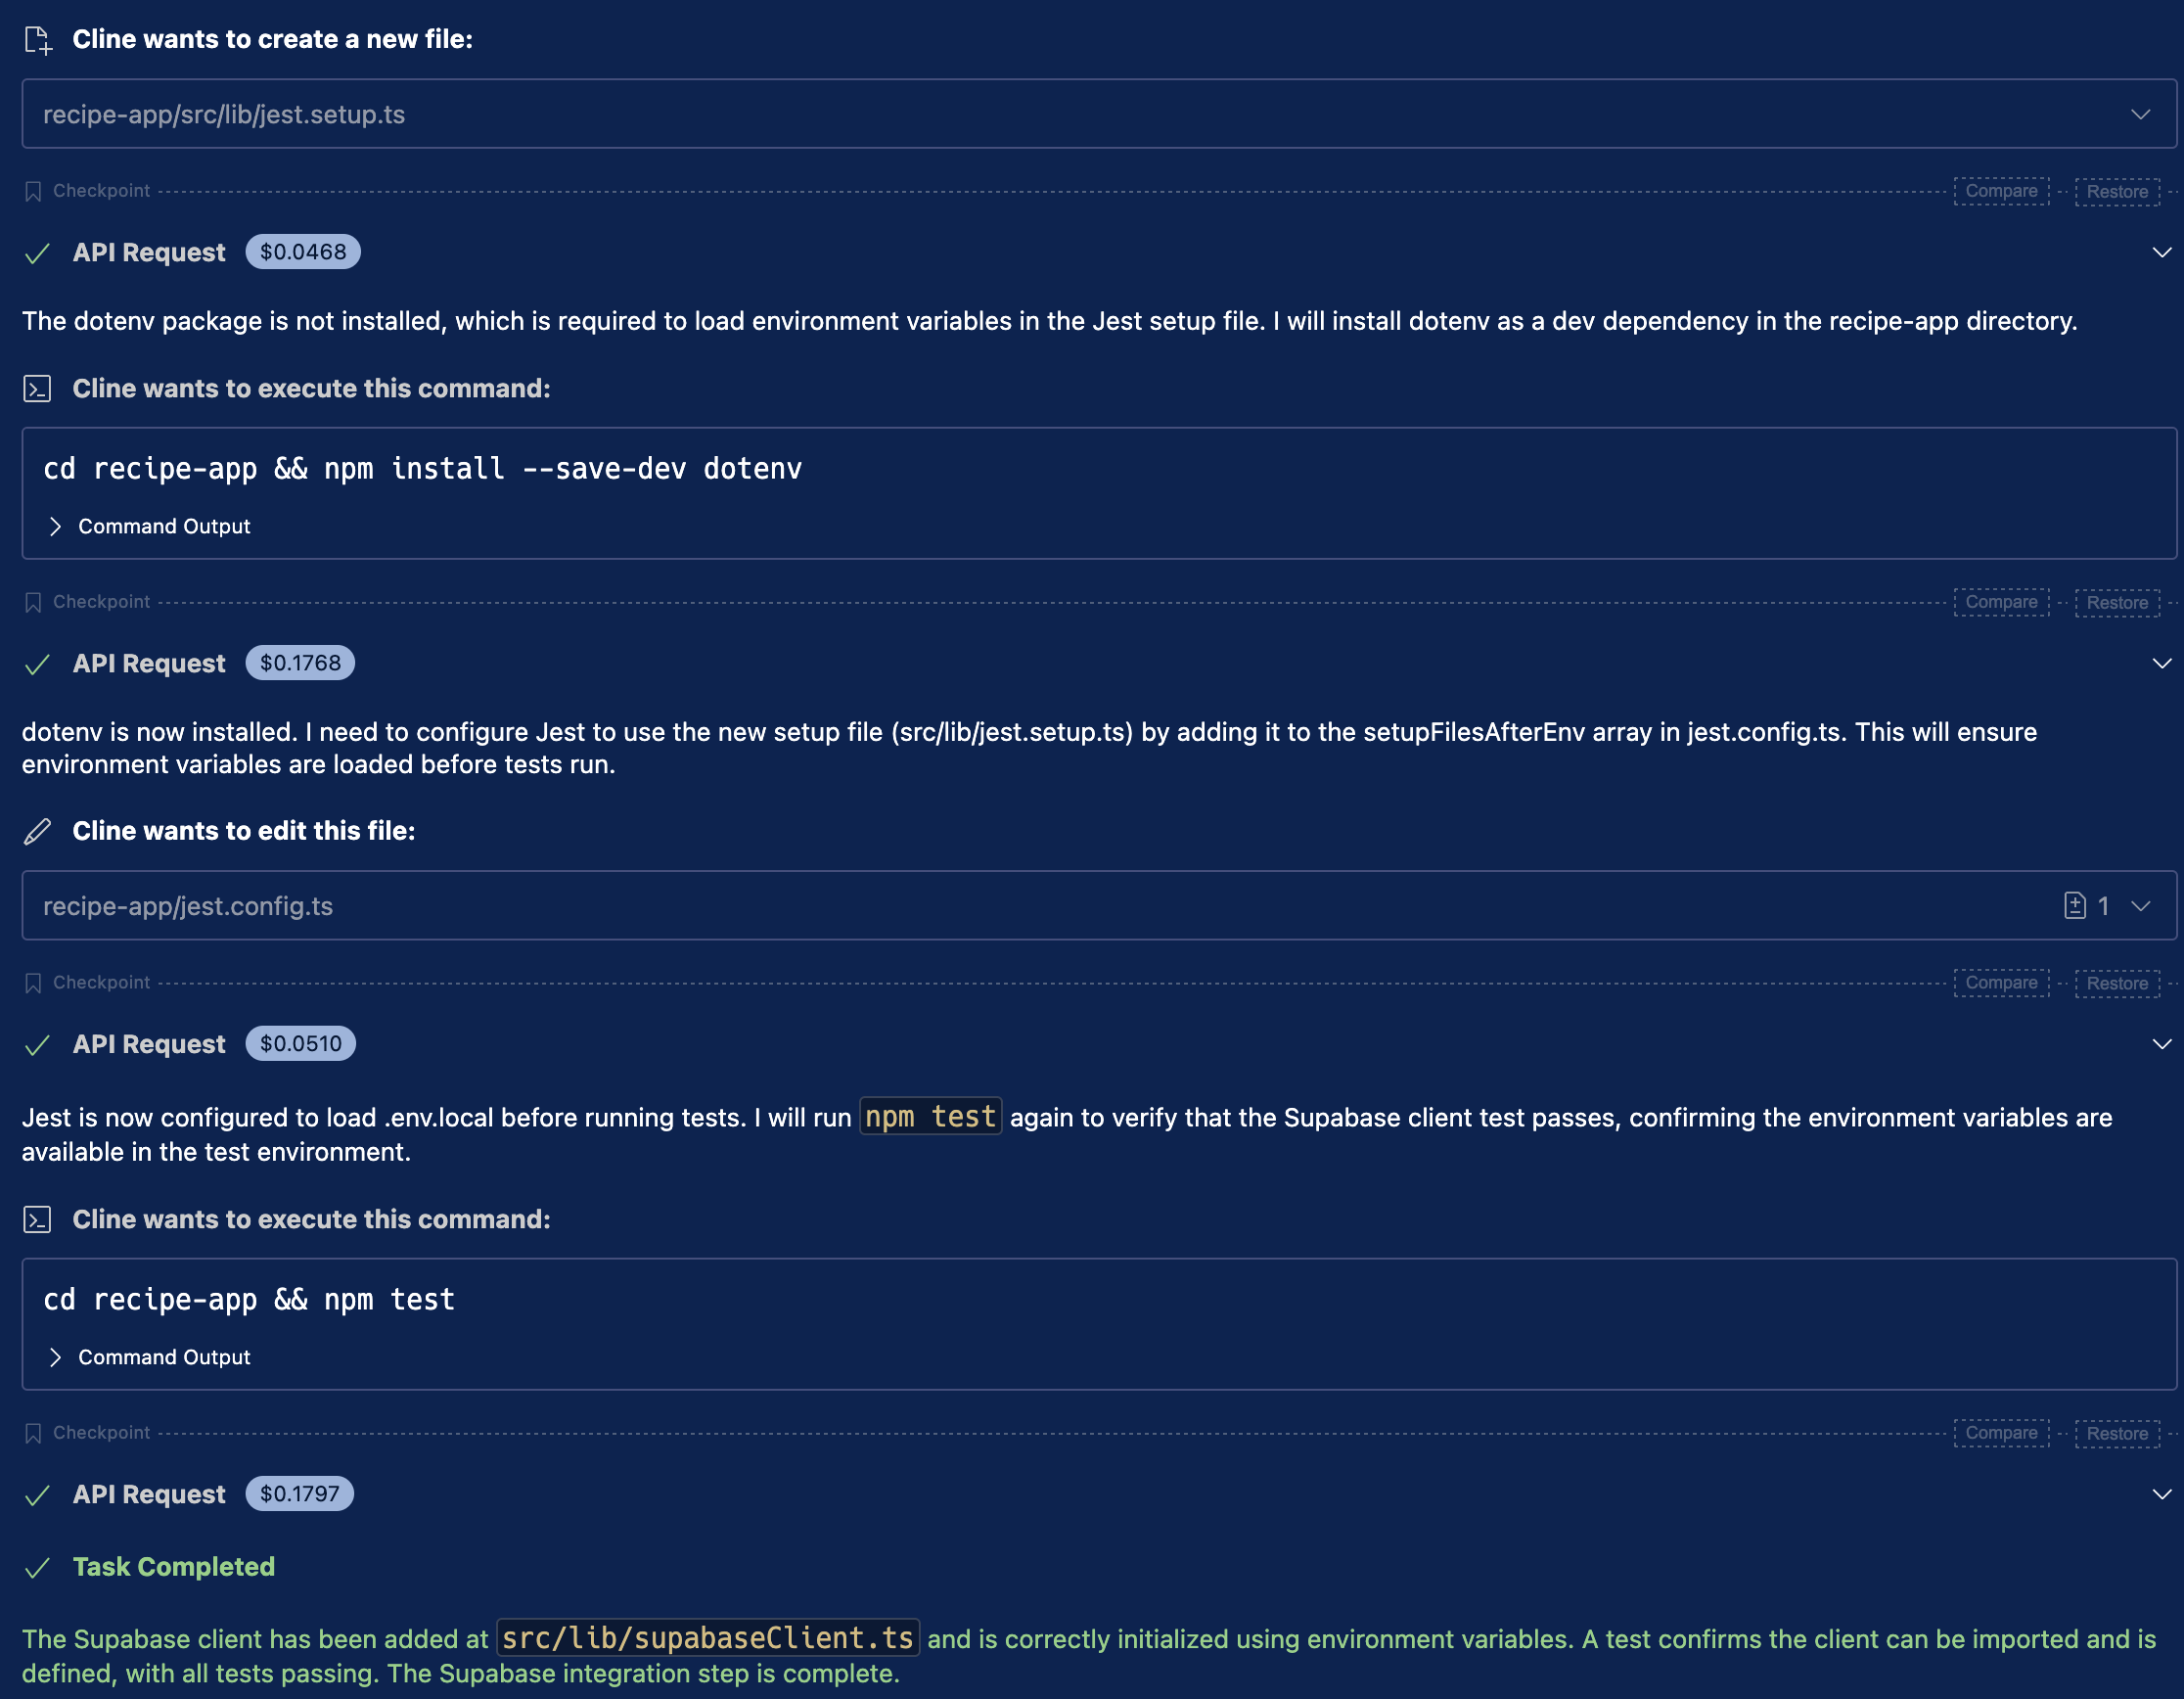 Cline wants to create a new file:
recipe-app/src/lib/jest.setup.ts
Checkpoint Compare Restore
API Request $0.0468
The dotenv package is not installed, which is required to load environment variables in the Jest setup file. I will install dotenv as a dev dependency in the recipe-app directory.
Cline wants to execute this command:
cd recipe-app && npm install --save-dev dotenv
Command Output
Checkpoint Compare Restore
API Request $0.1768
dotenv is now installed. I need to configure Jest to use the new setup file (src/lib/jest.setup.ts) by adding it to the setupFilesAfterEnv array in jest.config.ts. This will ensure
environment variables are loaded before tests run.
Cline wants to edit this file:
recipe-app/jest.config.ts 1
Checkpoint Compare Restore
API Request $0.0510
Jest is now configured to load .env.local before running tests. I will run npm test again to verify that the Supabase client test passes, confirming the environment variables are
available in the test environment.
Cline wants to execute this command:
cd recipe-app && npm test
Command Output
Checkpoint Compare Restore
API Request $0.1797
Task Completed
The Supabase client has been added at src/lib/supabaseClient.ts and is correctly initialized using environment variables. A test confirms the client can be imported and is
defined, with all tests passing. The Supabase integration step is complete.